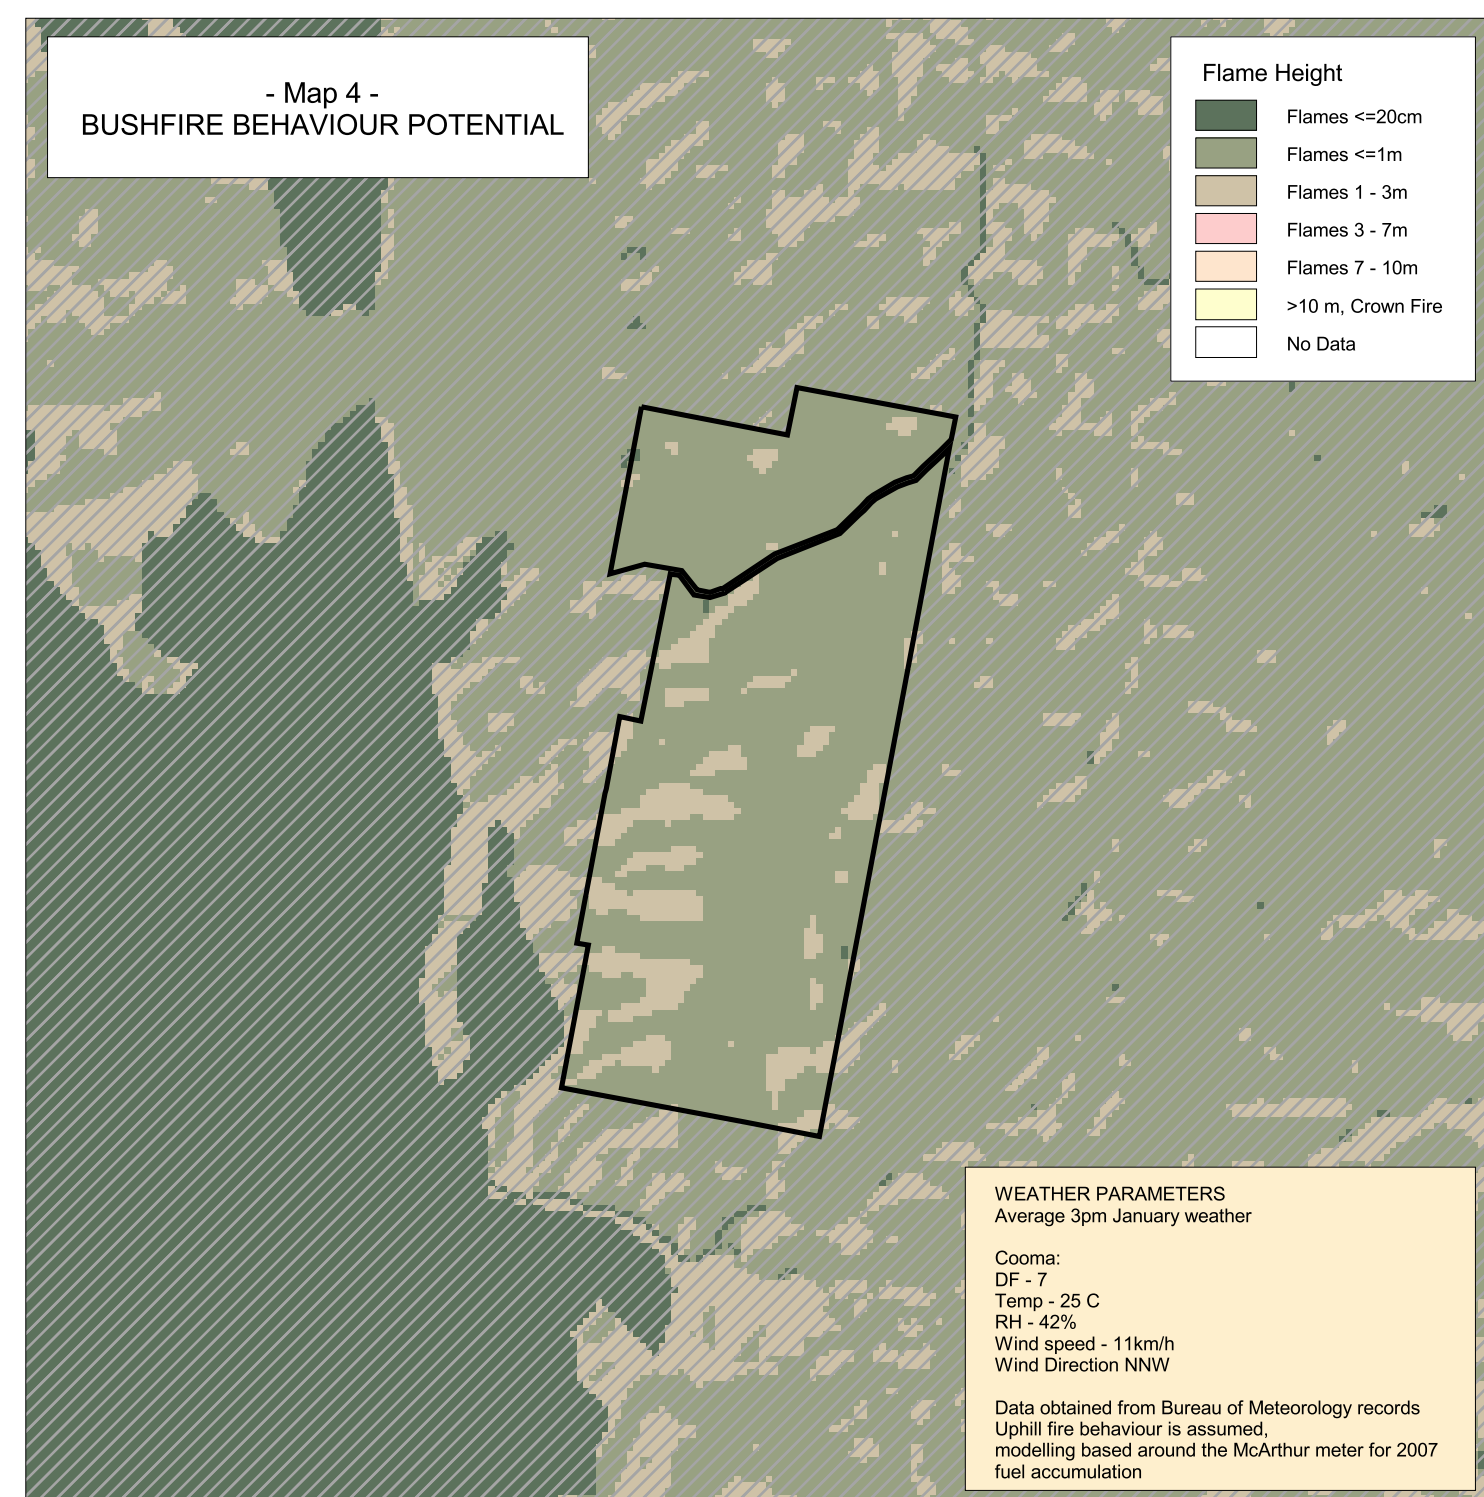 - Map 4 -
BUSHFIRE BEHAVIOUR POTENTIAL
Flame Height
Flames <=20cm
Flames <=1m
Flames 1 - 3m
Flames 3 - 7m
Flames 7 - 10m
>10 m, Crown Fire
No Data
WEATHER PARAMETERS
Average 3pm January weather
Cooma:
DF - 7
Temp - 25 C
RH - 42%
Wind speed - 11km/h
Wind Direction NNW
Data obtained from Bureau of Meteorology records
Uphill fire behaviour is assumed,
modelling based around the McArthur meter for 2007
fuel accumulation